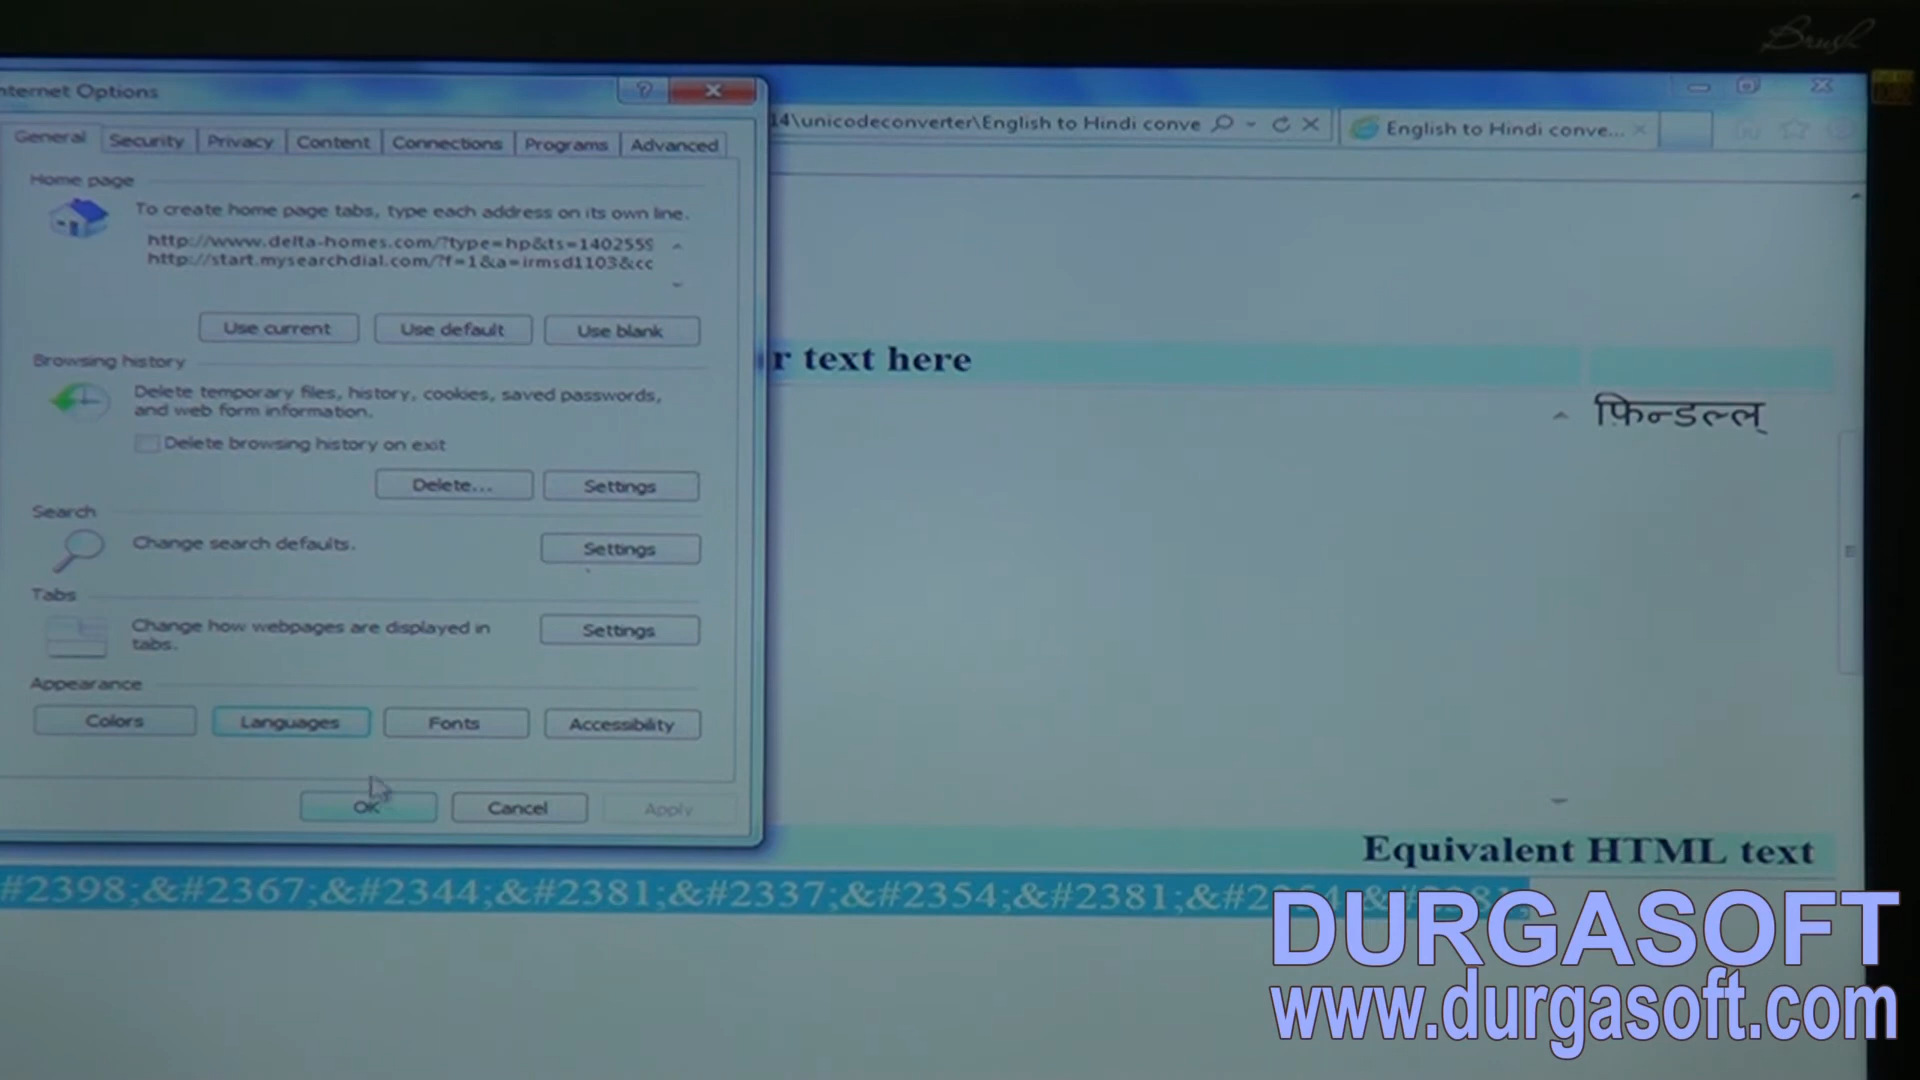 Brush
nternet Options
General Security Privacy Content Connections Programs Advanced
14\unicodeconverter\English to Hindi conve
English to Hindi conve...
Home page
To create home page tabs, type each address on its own line.
http://www.delta-homes.com/?type=hp&ts=1402559
http://start.mysearchdial.com/?f=1&a=irmsd1103&cc
Use current Use default Use blank
r text here
Browsing history
Delete temporary files, history, cookies, saved passwords,
and web form information.
फ़िन्डल्ल्
Delete browsing history on exit
Delete... Settings
Search
Change search defaults.
Settings
Tabs
Change how webpages are displayed in
tabs.
Settings
Appearance
Colors Languages Fonts Accessibility
OK Cancel Apply
Equivalent HTML text
#2398;&#2367;&#2344;&#2381;&#2337;&#2354;&#2381;&#2
DURGASOFT
www.durgasoft.com